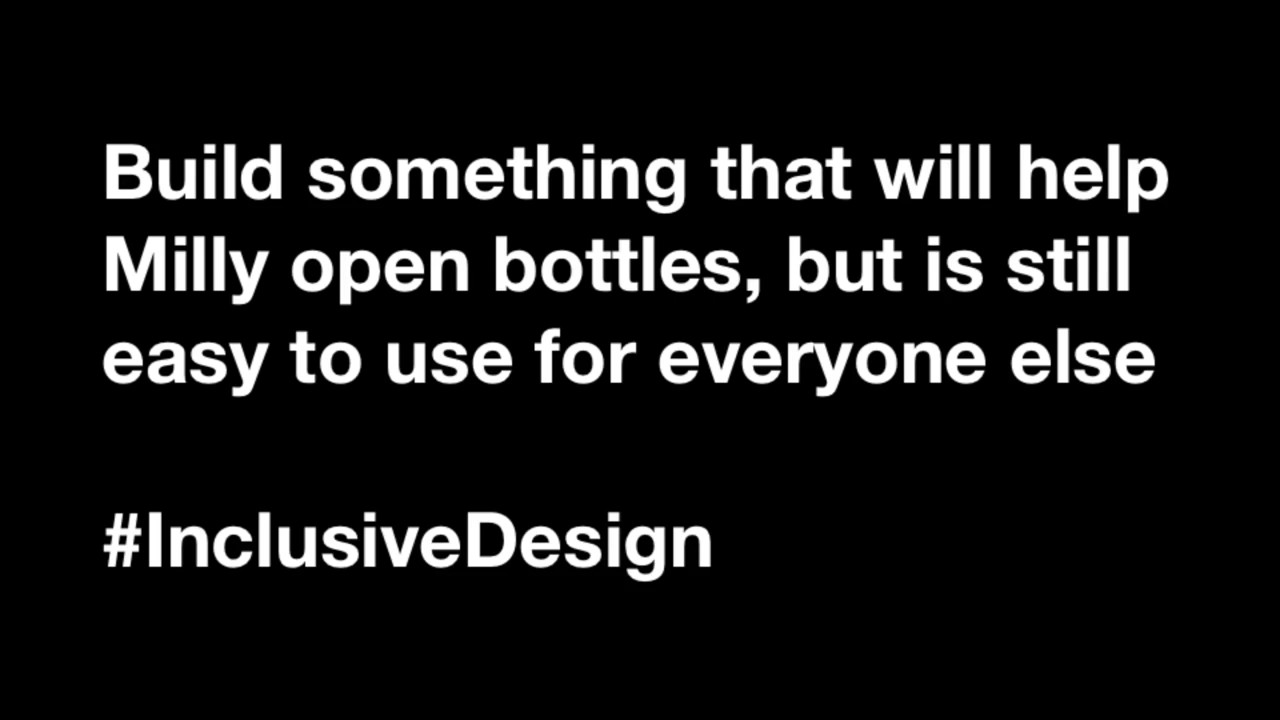 Build something that will help
Milly open bottles, but is still
easy to use for everyone else
#InclusiveDesign